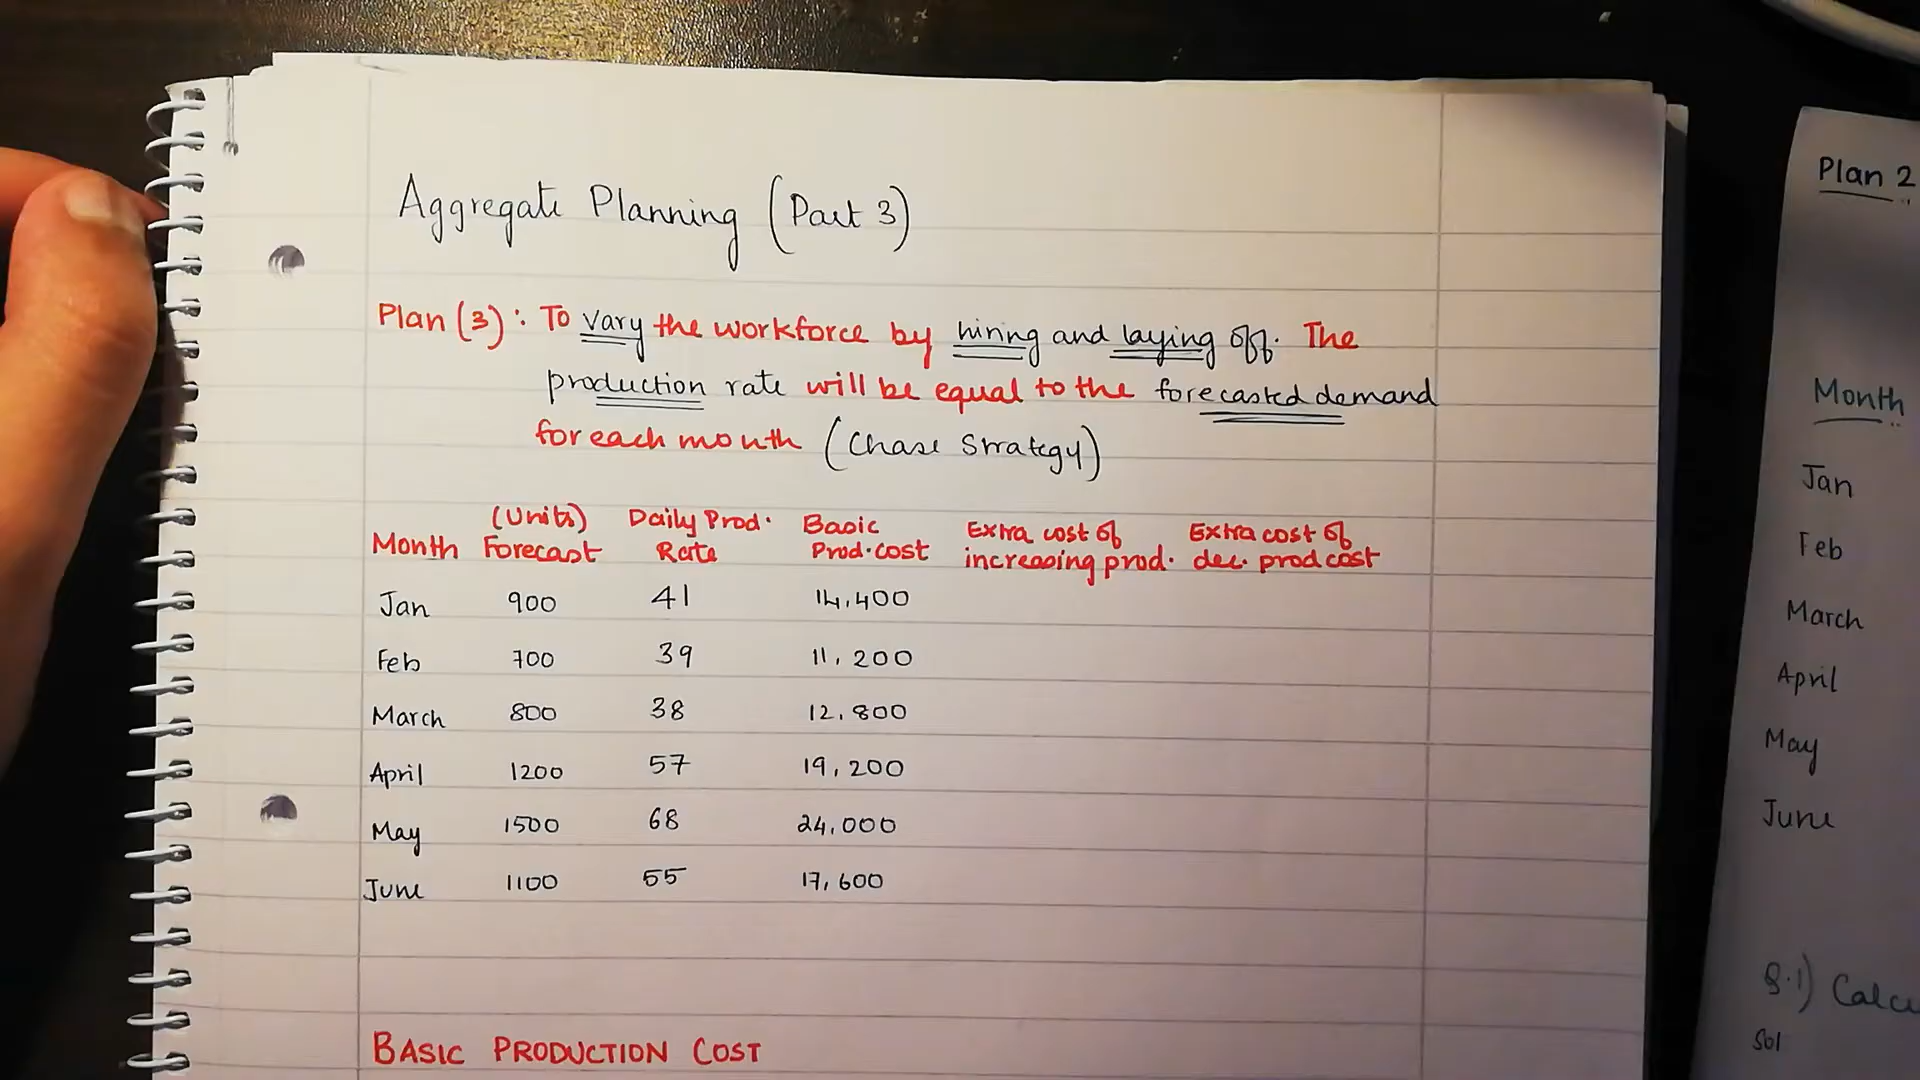 Aggregate Planning (Part 3)
Plan (3): To vary the workforce by hiring and laying off. The
production rate will be equal to the forecasted demand
for each month (Chase Strategy)
Month (Units) Forecast Daily Prod. Rate Basic Prod. cost Extra cost of increasing prod. Extra cost of dec. prod cost
Jan 900 41 14,400
Feb 700 39 11,200
March 800 38 12,800
April 1200 57 19,200
May 1500 68 24,000
June 1100 55 17,600
BASIC PRODUCTION COST
Plan 2
Month
Jan
Feb
March
April
May
June
Q.1)
Sol